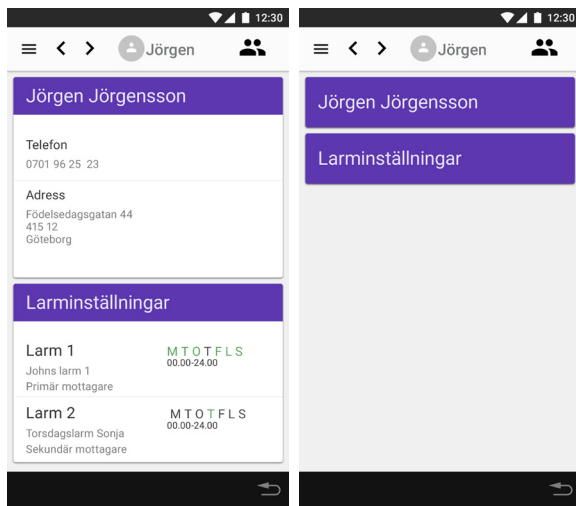 12:30
Jörgen
Jörgen Jörgensson
Telefon
0701 96 25 23
Adress
Födelsedagsgatan 44
415 12
Göteborg
Larminställningar
Larm 1
M T O T F L S
Johns larm 1
00.00-24.00
Primär mottagare
Larm 2
M T O T F L S
Torsdagslarm Sonja
00.00-24.00
Sekundär mottagare
12:30
Jörgen
Jörgen Jörgensson
Larminställningar